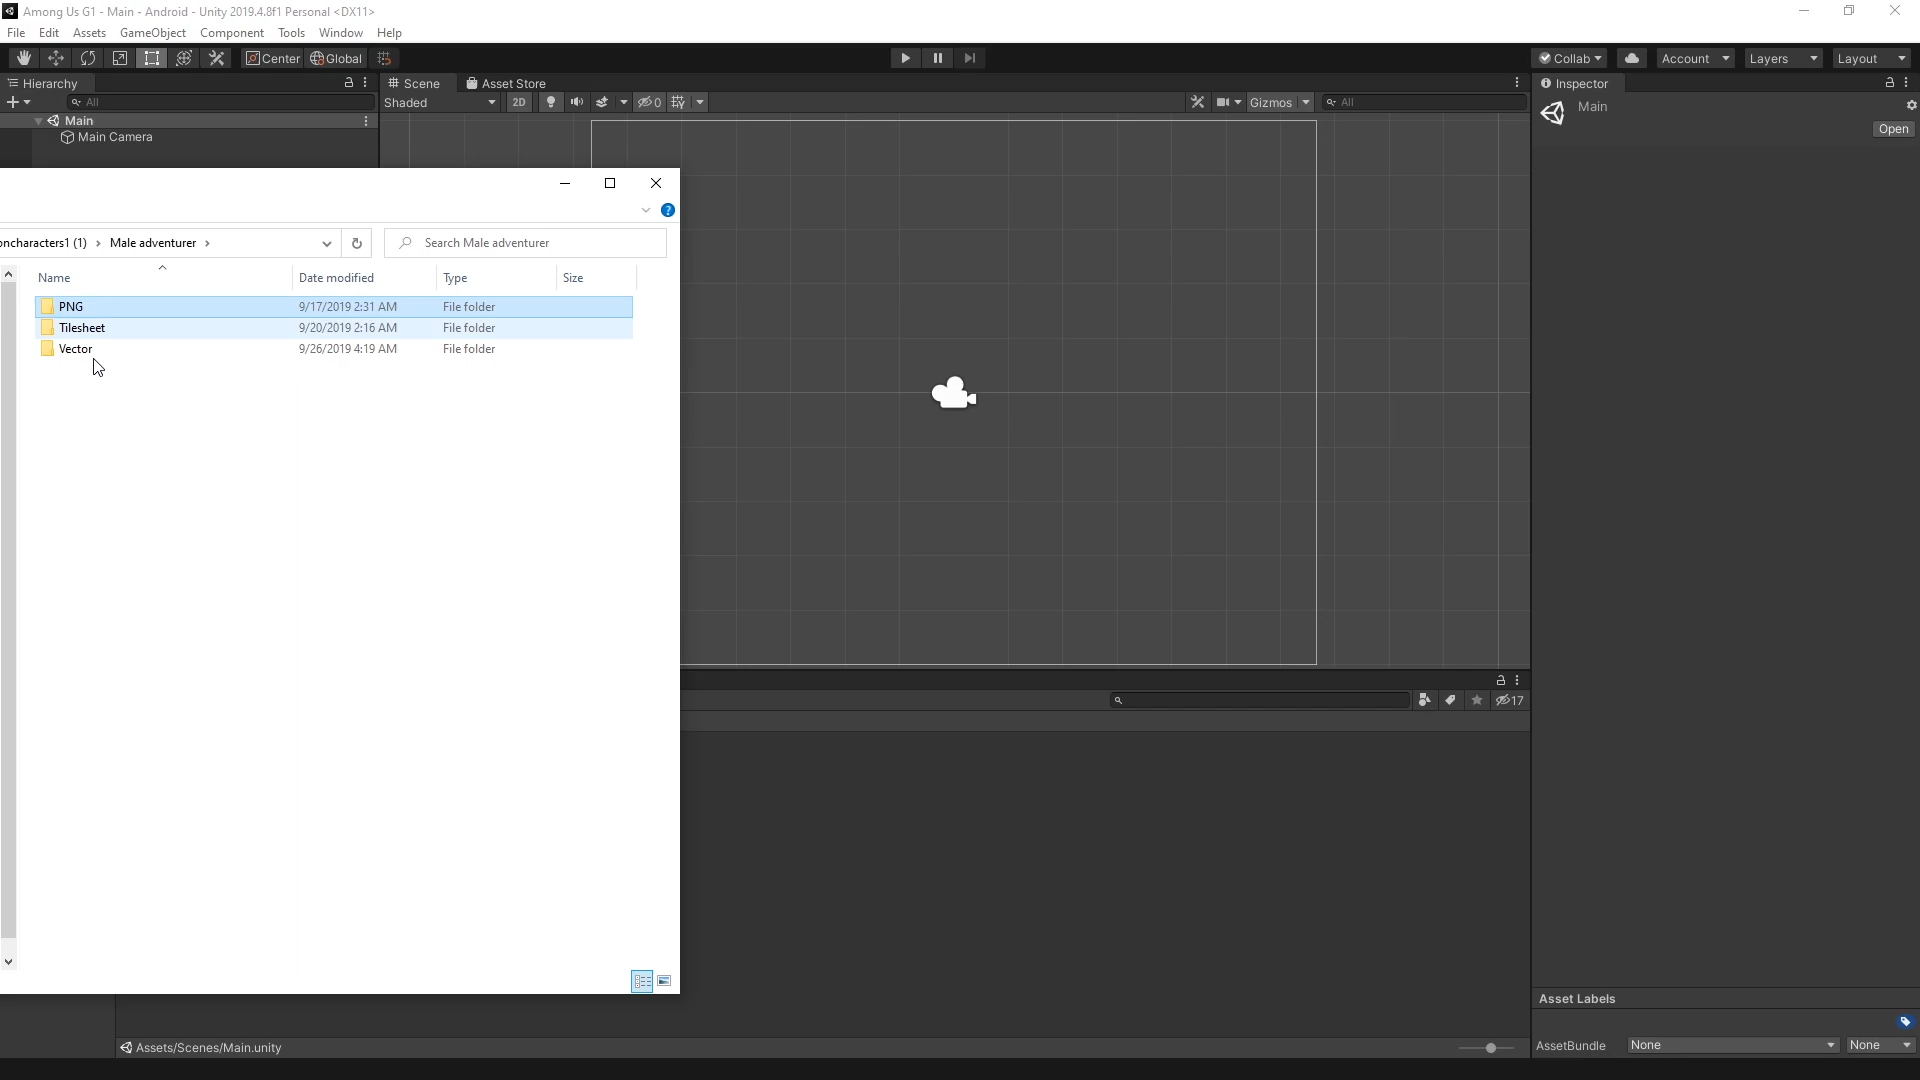 Among Us G1 - Main - Android - Unity 2019.4.8f1 Personal <DX11>
File Edit Assets GameObject Component Tools Window Help
Center Global Collab Account Layers Layout
Hierarchy Scene Asset Store Inspector
All Shaded 2D 0 Gizmos All Main
Open
Main
Main Camera
oncharacters1 (1) > Male adventurer > Search Male adventurer
Name Date modified Type Size
PNG 9/17/2019 2:31 AM File folder
Tilesheet 9/20/2019 2:16 AM File folder
Vector 9/26/2019 4:19 AM File folder
17
Asset Labels
Assets/Scenes/Main.unity
AssetBundle None None